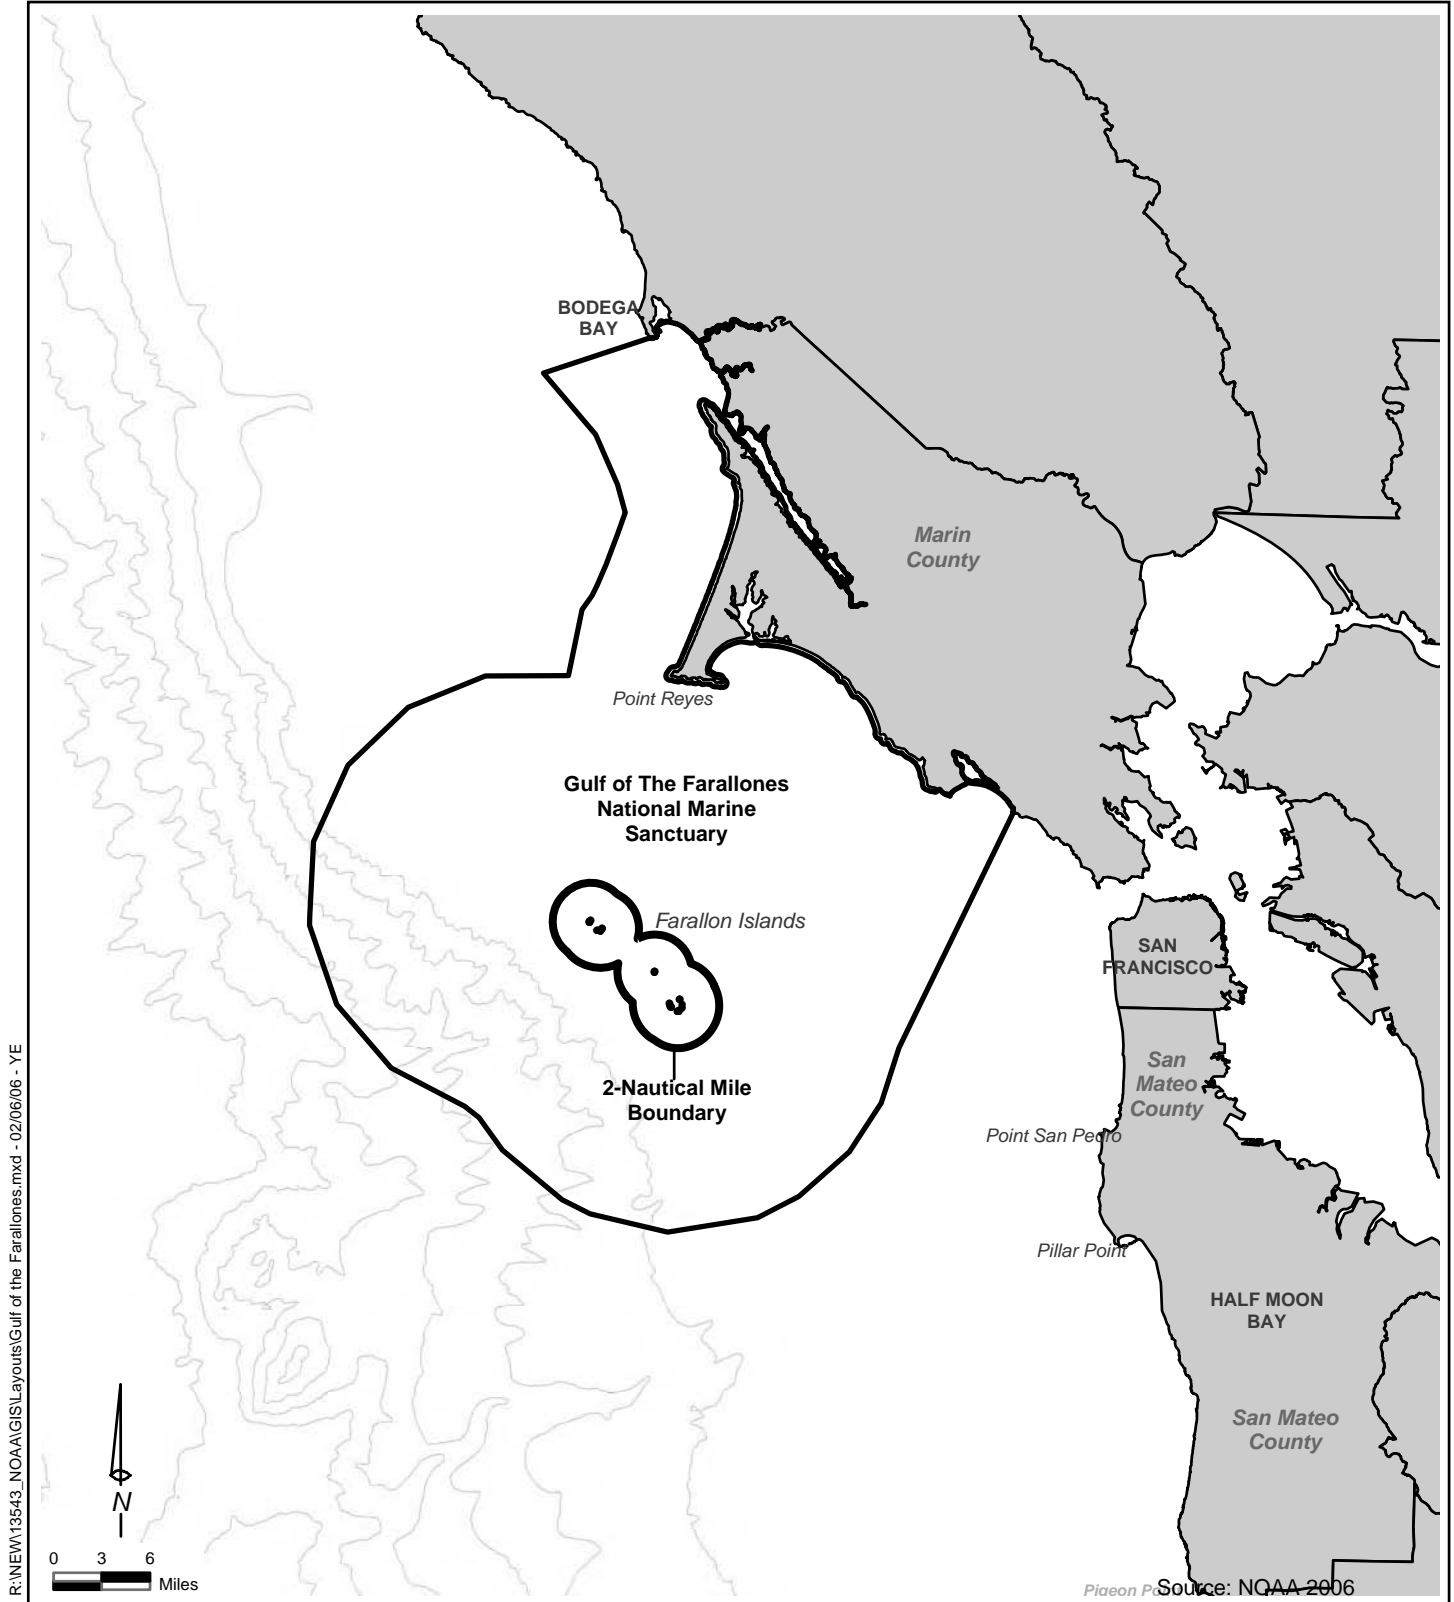 BODEGA
BAY
Marin
County
Point Reyes
Gulf of The Farallones
National Marine
Sanctuary
Farallon Islands
SAN
FRANCISCO
2-Nautical Mile
Boundary
San
Mateo
County
Point San Pedro
Pillar Point
HALF MOON
BAY
San Mateo
County
N
0 3 6
Miles
Pigeon Point
Source: NOAA 2006
R:\NEW\13543_NOAA\GIS\Layouts\Gulf of the Farallones.mxd - 02/06/06 - YE